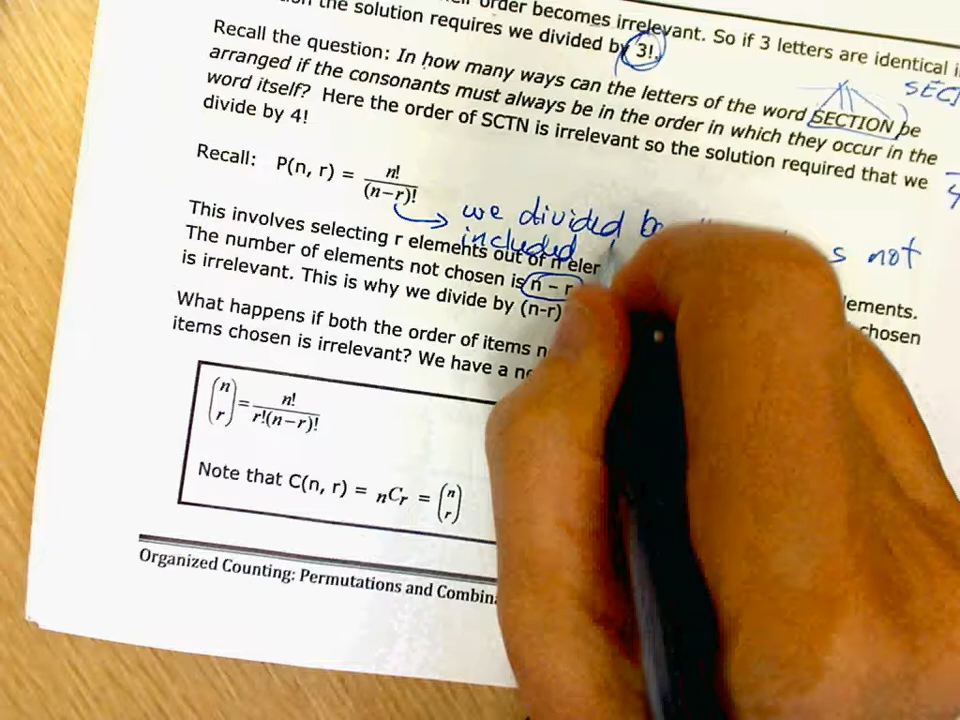 the solution requires we divided by 3!.
order becomes irrelevant. So if 3 letters are identical
SECT
Recall the question: In how many ways can the letters of the word SECTION be
arranged if the consonants must always be in the order in which they occur in the
word itself? Here the order of SCTN is irrelevant so the solution required that we
divide by 4!
Recall: P(n, r) = n!/(n−r)!
we divided s not
included
This involves selecting r elements out of n elements.
The number of elements not chosen is n − r chosen
is irrelevant. This is why we divide by (n-r)
What happens if both the order of items
items chosen is irrelevant? We have a
(n r) = n!/r!(n−r)!
Note that C(n, r) = nCr = (n r)
Organized Counting: Permutations and Combin